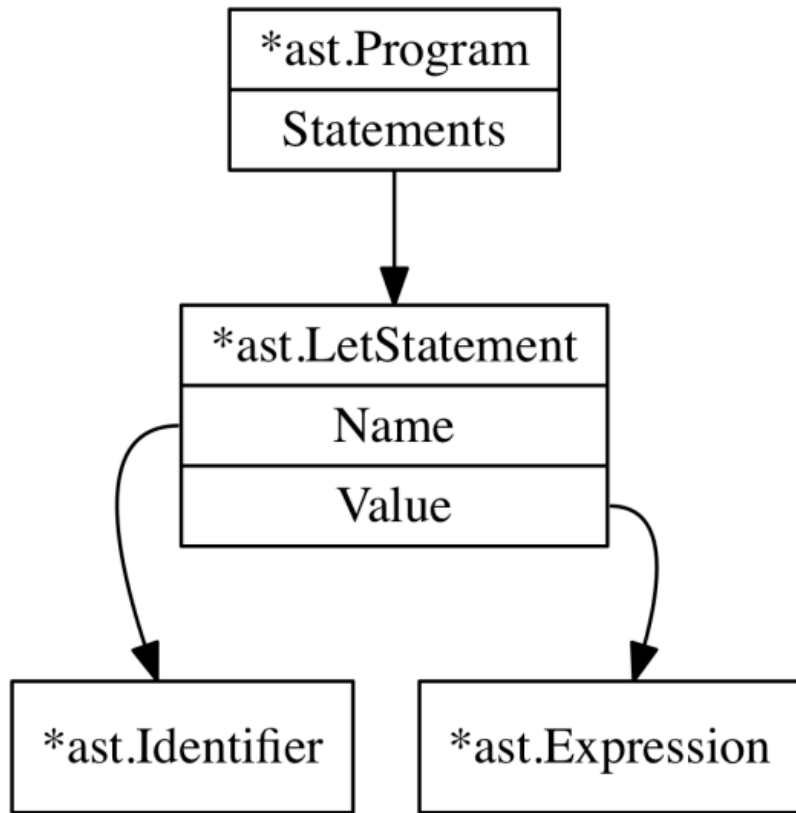 *ast.Program
Statements
*ast.LetStatement
Name
Value
*ast.Identifier
*ast.Expression